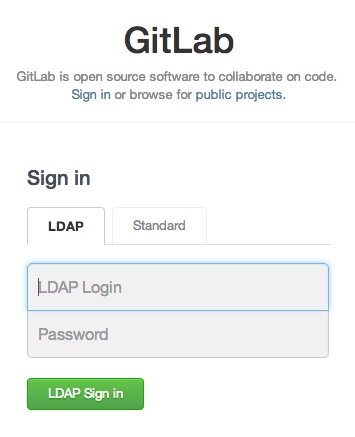 GitLab
GitLab is open source software to collaborate on code.
Sign in or browse for public projects.
Sign in
LDAP
Standard
LDAP Login
Password
LDAP Sign in